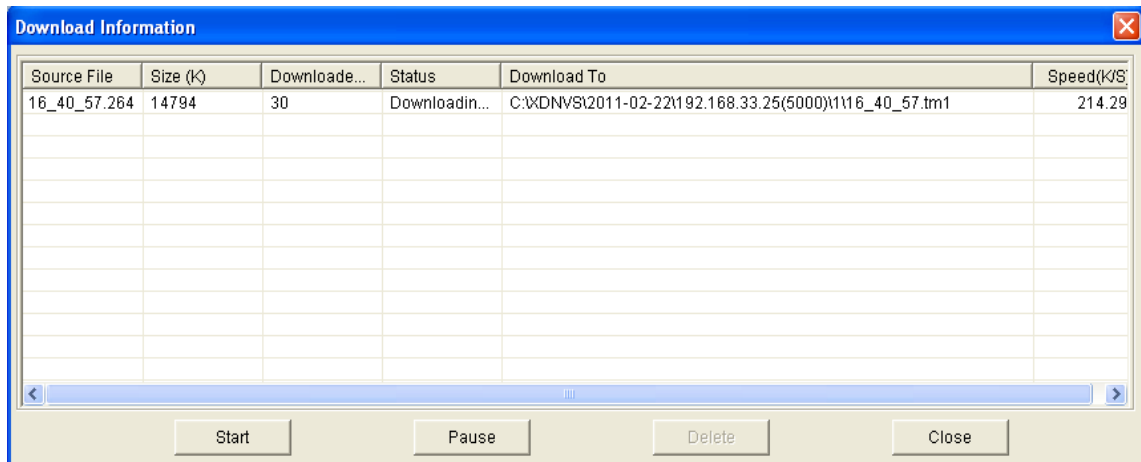 Download Information
Source File Size (K) Downloade... Status Download To Speed(K/S)
16_40_57.264 14794 30 Downloadin... C:\XDNVS\2011-02-22\192.168.33.25(5000)\1\16_40_57.tm1 214.29
Start Pause Delete Close